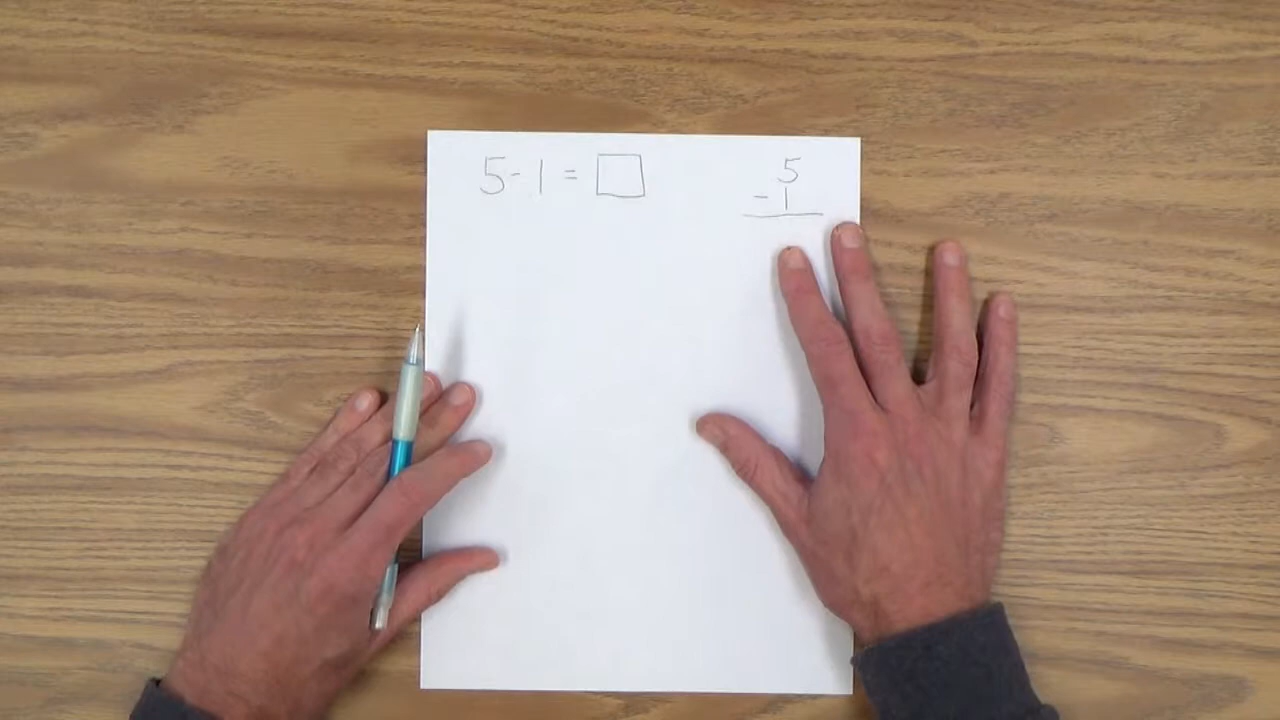 5 - 1 = □
5
- 1